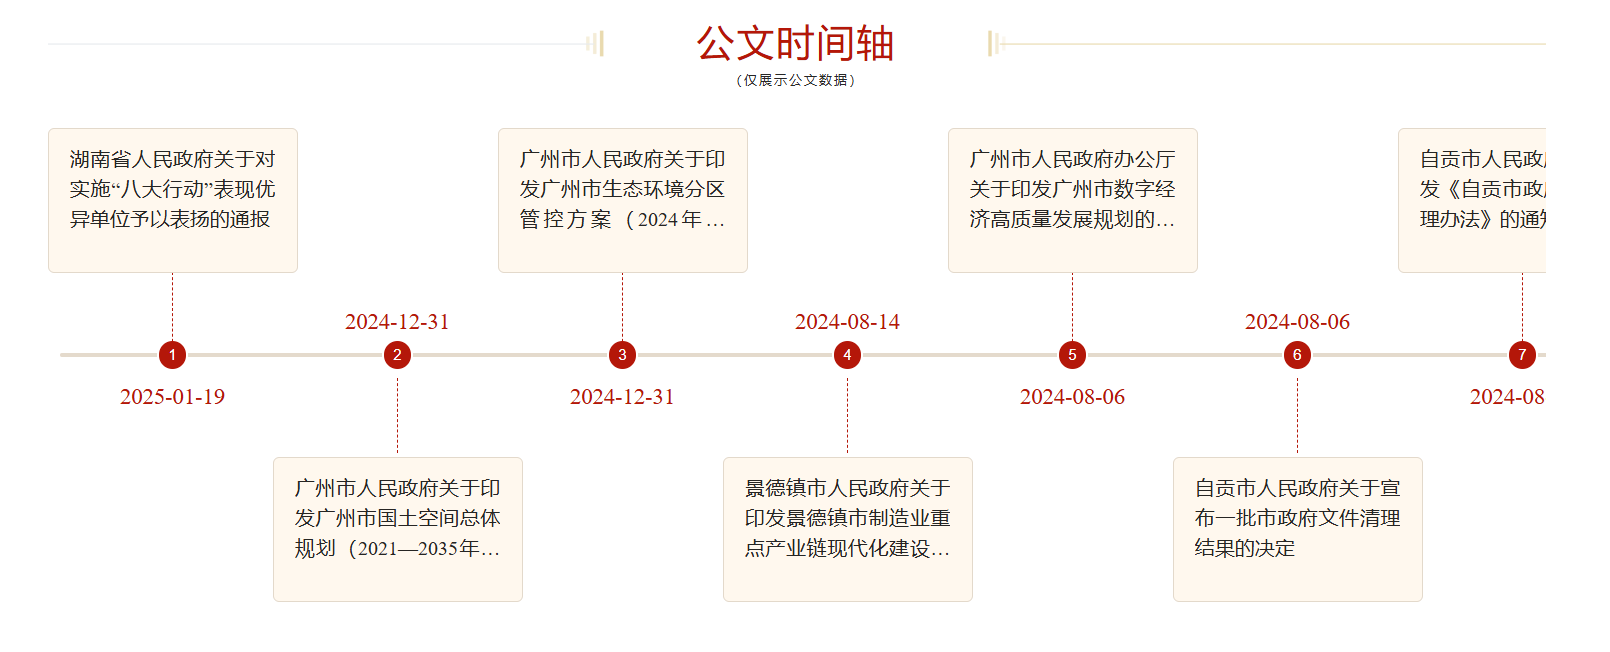 公文时间轴
（仅展示公文数据）
湖南省人民政府关于对
实施“八大行动”表现优
异单位予以表扬的通报
广州市人民政府关于印
发广州市生态环境分区
管控方案（2024年…
广州市人民政府办公厅
关于印发广州市数字经
济高质量发展规划的…
自贡市人民政
发《自贡市政
理办法》的通
2024-12-31
2024-08-14
2024-08-06
1
2
3
4
5
6
7
2025-01-19
2024-12-31
2024-08-06
2024-08
广州市人民政府关于印
发广州市国土空间总体
规划（2021—2035年…
景德镇市人民政府关于
印发景德镇市制造业重
点产业链现代化建设…
自贡市人民政府关于宣
布一批市政府文件清理
结果的决定